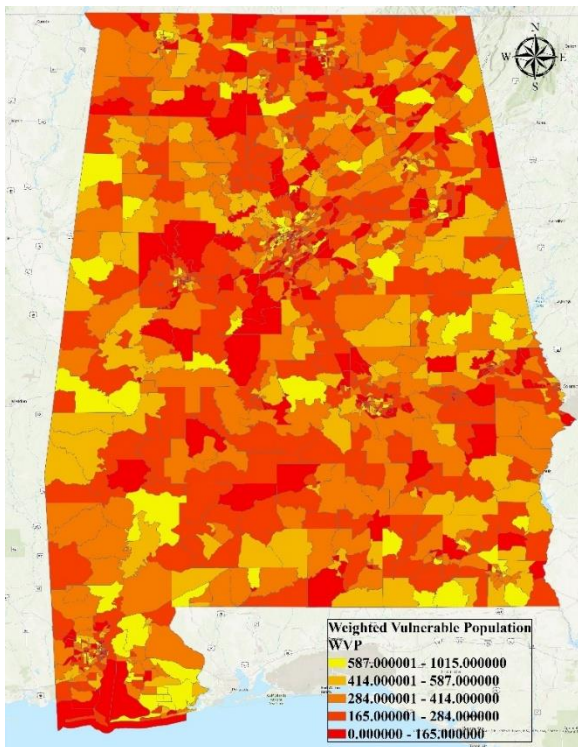 N
W E
S
Weighted Vulnerable Population
WVP
587.000001 - 1015.000000
414.000001 - 587.000000
284.000001 - 414.000000
165.000001 - 284.000000
0.000000 - 165.000000